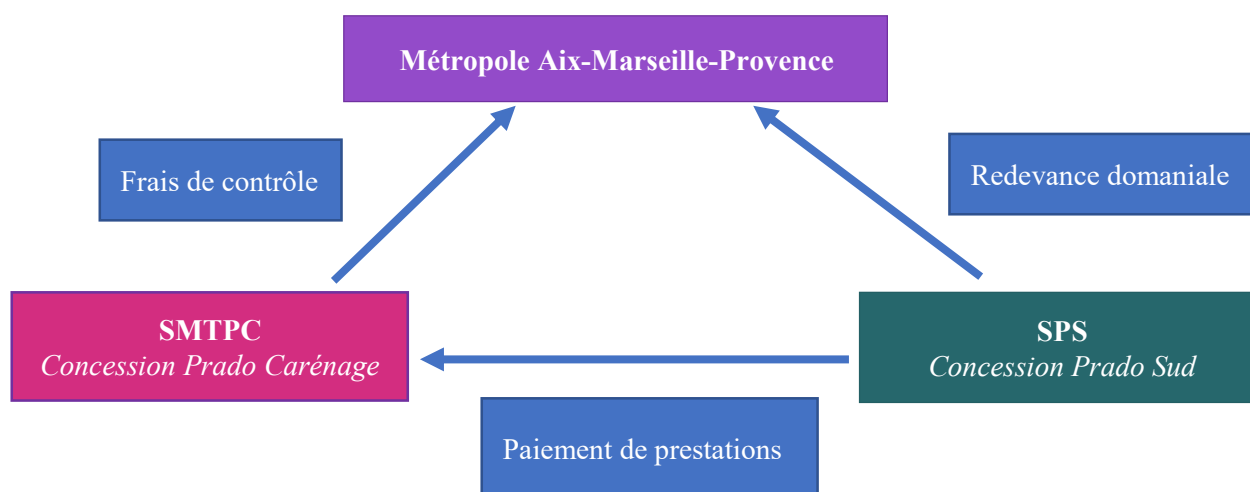 Métropole Aix-Marseille-Provence
Frais de contrôle
Redevance domaniale
SMTPC
Concession Prado Carénage
SPS
Concession Prado Sud
Paiement de prestations